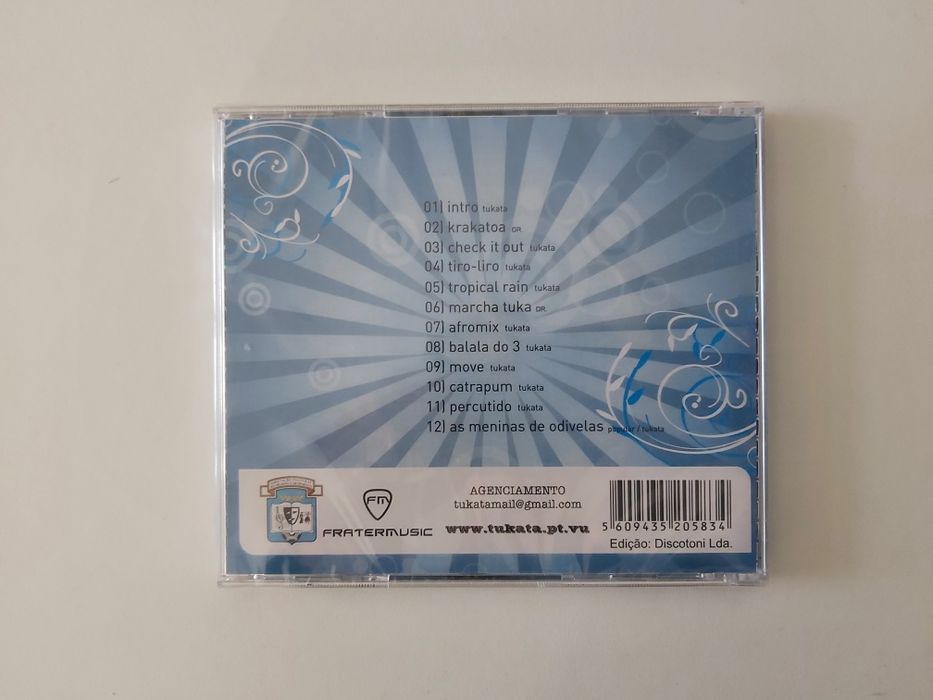 01) intro tukata
02) krakatoa DR
03) check it out tukata
04) tiro-liro tukata
05) tropical rain tukata
06) marcha tuka DR.
07) afromix tukata
08) balala do 3 tukata
09) move tukata
10) catrapum tukata
11) percutido tukata
12) as meninas de odivelas popular / tukata
FM
FRATERMUSIC
AGENCIAMENTO
tukatamail@gmail.com
www.tukata.pt.vu
5 609435 205834
Edição: Discotoni Lda.